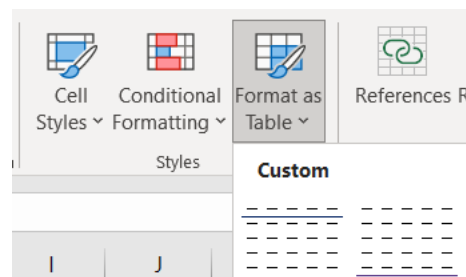 Cell Styles
Conditional Formatting
Format as Table
References R
Styles
Custom
I J